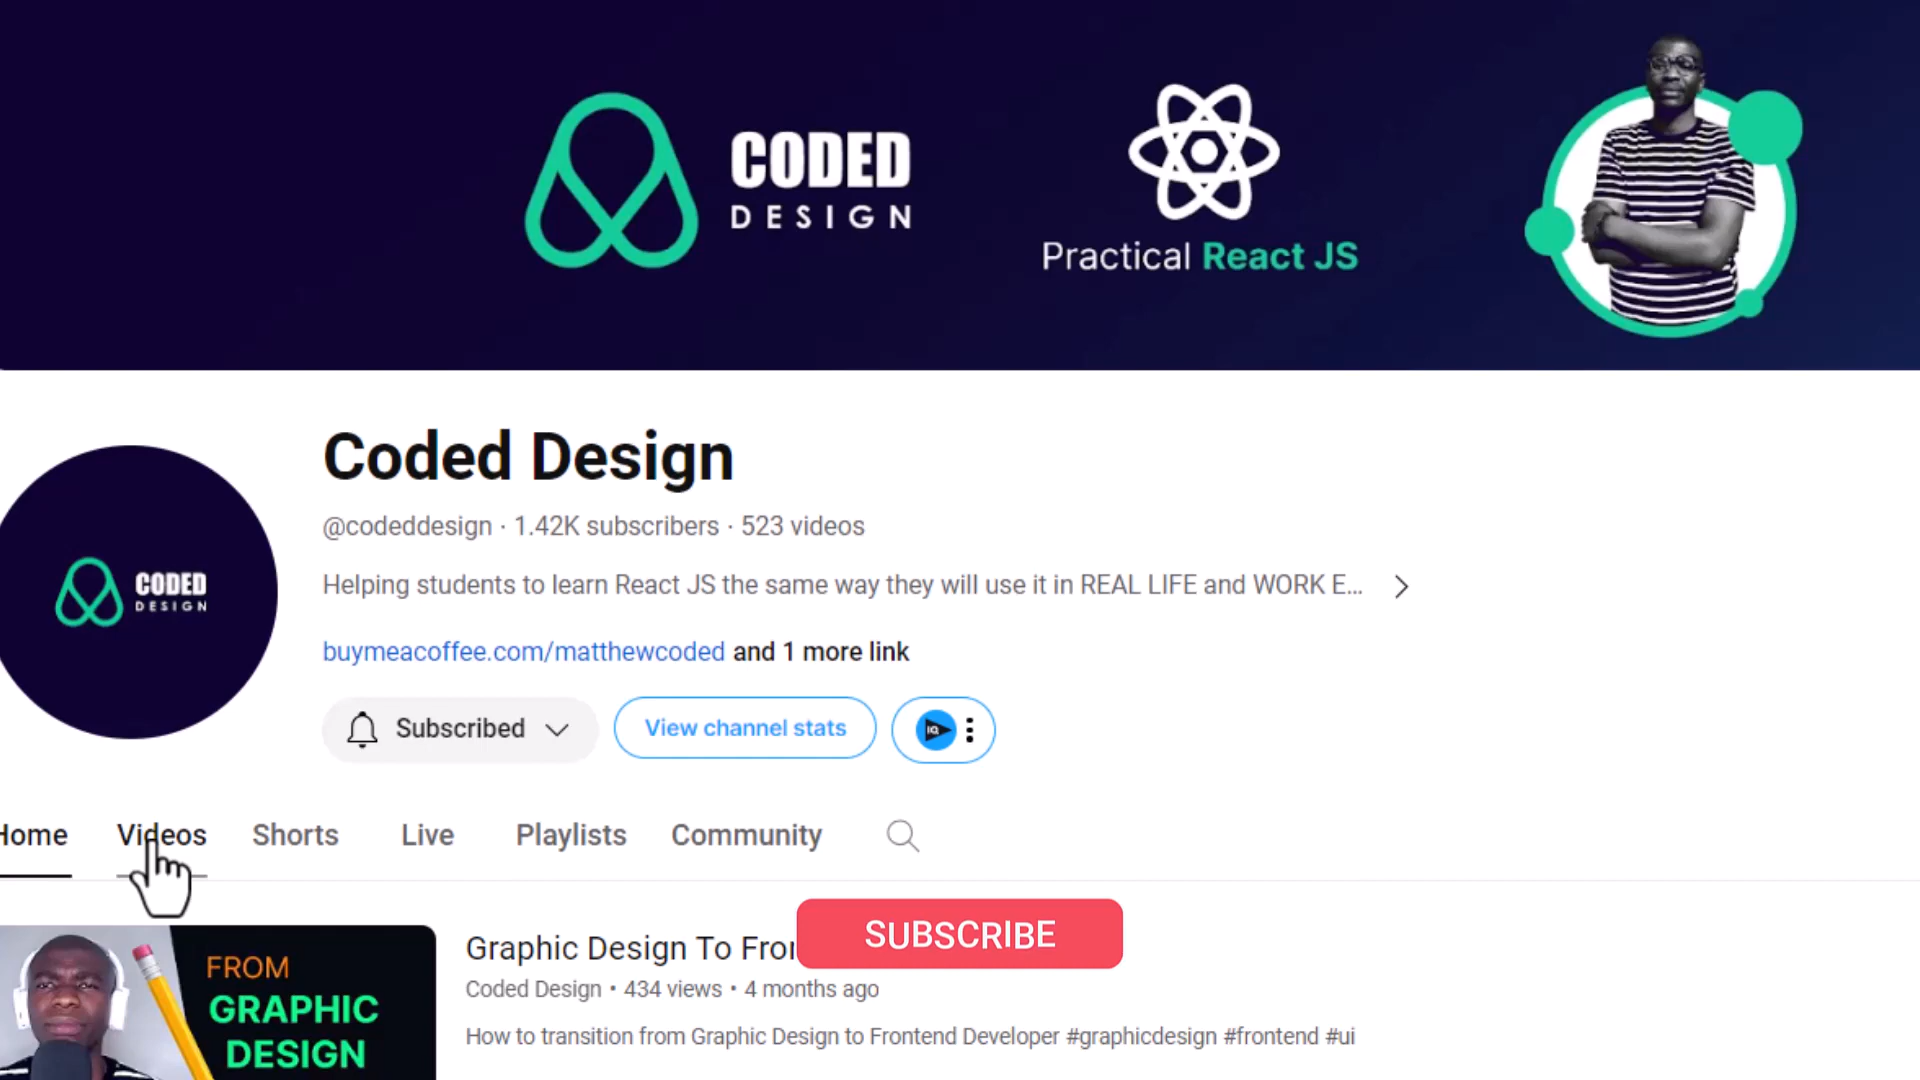 CODED
DESIGN
Practical React JS
Coded Design
@codeddesign · 1.42K subscribers · 523 videos
Helping students to learn React JS the same way they will use it in REAL LIFE and WORK E...
buymeacoffee.com/matthewcoded and 1 more link
CODED
DESIGN
Subscribed
View channel stats
IQ
Home Videos Shorts Live Playlists Community
SUBSCRIBE
Graphic Design To
Coded Design • 434 views • 4 months ago
How to transition from Graphic Design to Frontend Developer #graphicdesign #frontend #ui
FROM
GRAPHIC
DESIGN